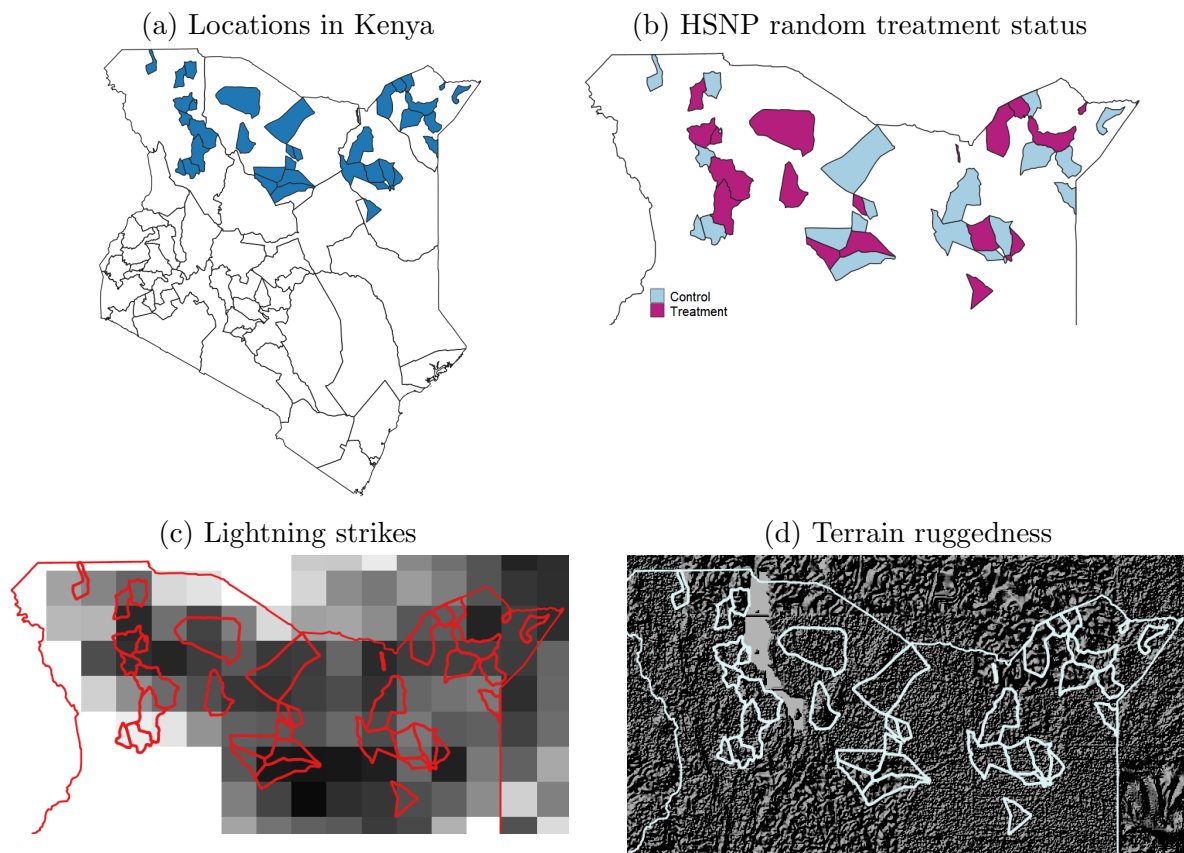 (a) Locations in Kenya
(b) HSNP random treatment status
Control
Treatment
(c) Lightning strikes
(d) Terrain ruggedness